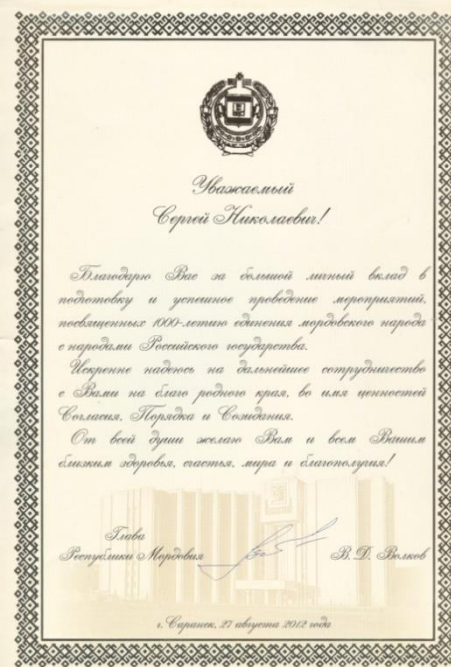 Уважаемый
Сергей Николаевич!
Благодарю Вас за большой личный вклад в
подготовку и успешное проведение мероприятий,
посвященных 1000-летию единения мордовского народа
с народами Российского государства.
Искренне надеюсь на дальнейшее сотрудничество
с Вами на благо родного края, во имя ценностей
Согласия, Порядка и Созидания.
От всей души желаю Вам и всем Вашим
близким здоровья, счастья, мира и благополучия!
Глава
Республики Мордовия
В. Д. Волков
г. Саранск, 27 августа 2012 года